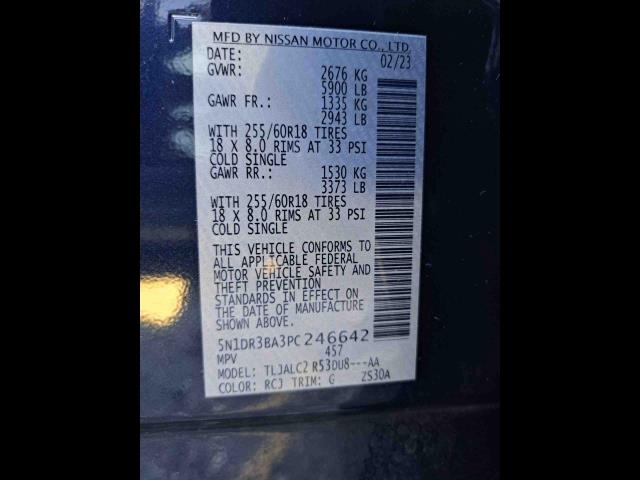 MFD BY NISSAN MOTOR CO., LTD.
DATE: 02/23
GVWR: 2676 KG
5900 LB
GAWR FR.: 1335 KG
2943 LB
WITH 255/60R18 TIRES
18 X 8.0 RIMS AT 33 PSI
COLD SINGLE
GAWR RR.: 1530 KG
3373 LB
WITH 255/60R18 TIRES
18 X 8.0 RIMS AT 33 PSI
COLD SINGLE
THIS VEHICLE CONFORMS TO
ALL APPLICABLE FEDERAL
MOTOR VEHICLE SAFETY AND
THEFT PREVENTION
STANDARDS IN EFFECT ON
THE DATE OF MANUFACTURE
SHOWN ABOVE.
5N1DR3BA3PC246642
MPV 4S7
MODEL: TLJALC2 R53DU8---AA
COLOR: RCJ TRIM: G ZS30A